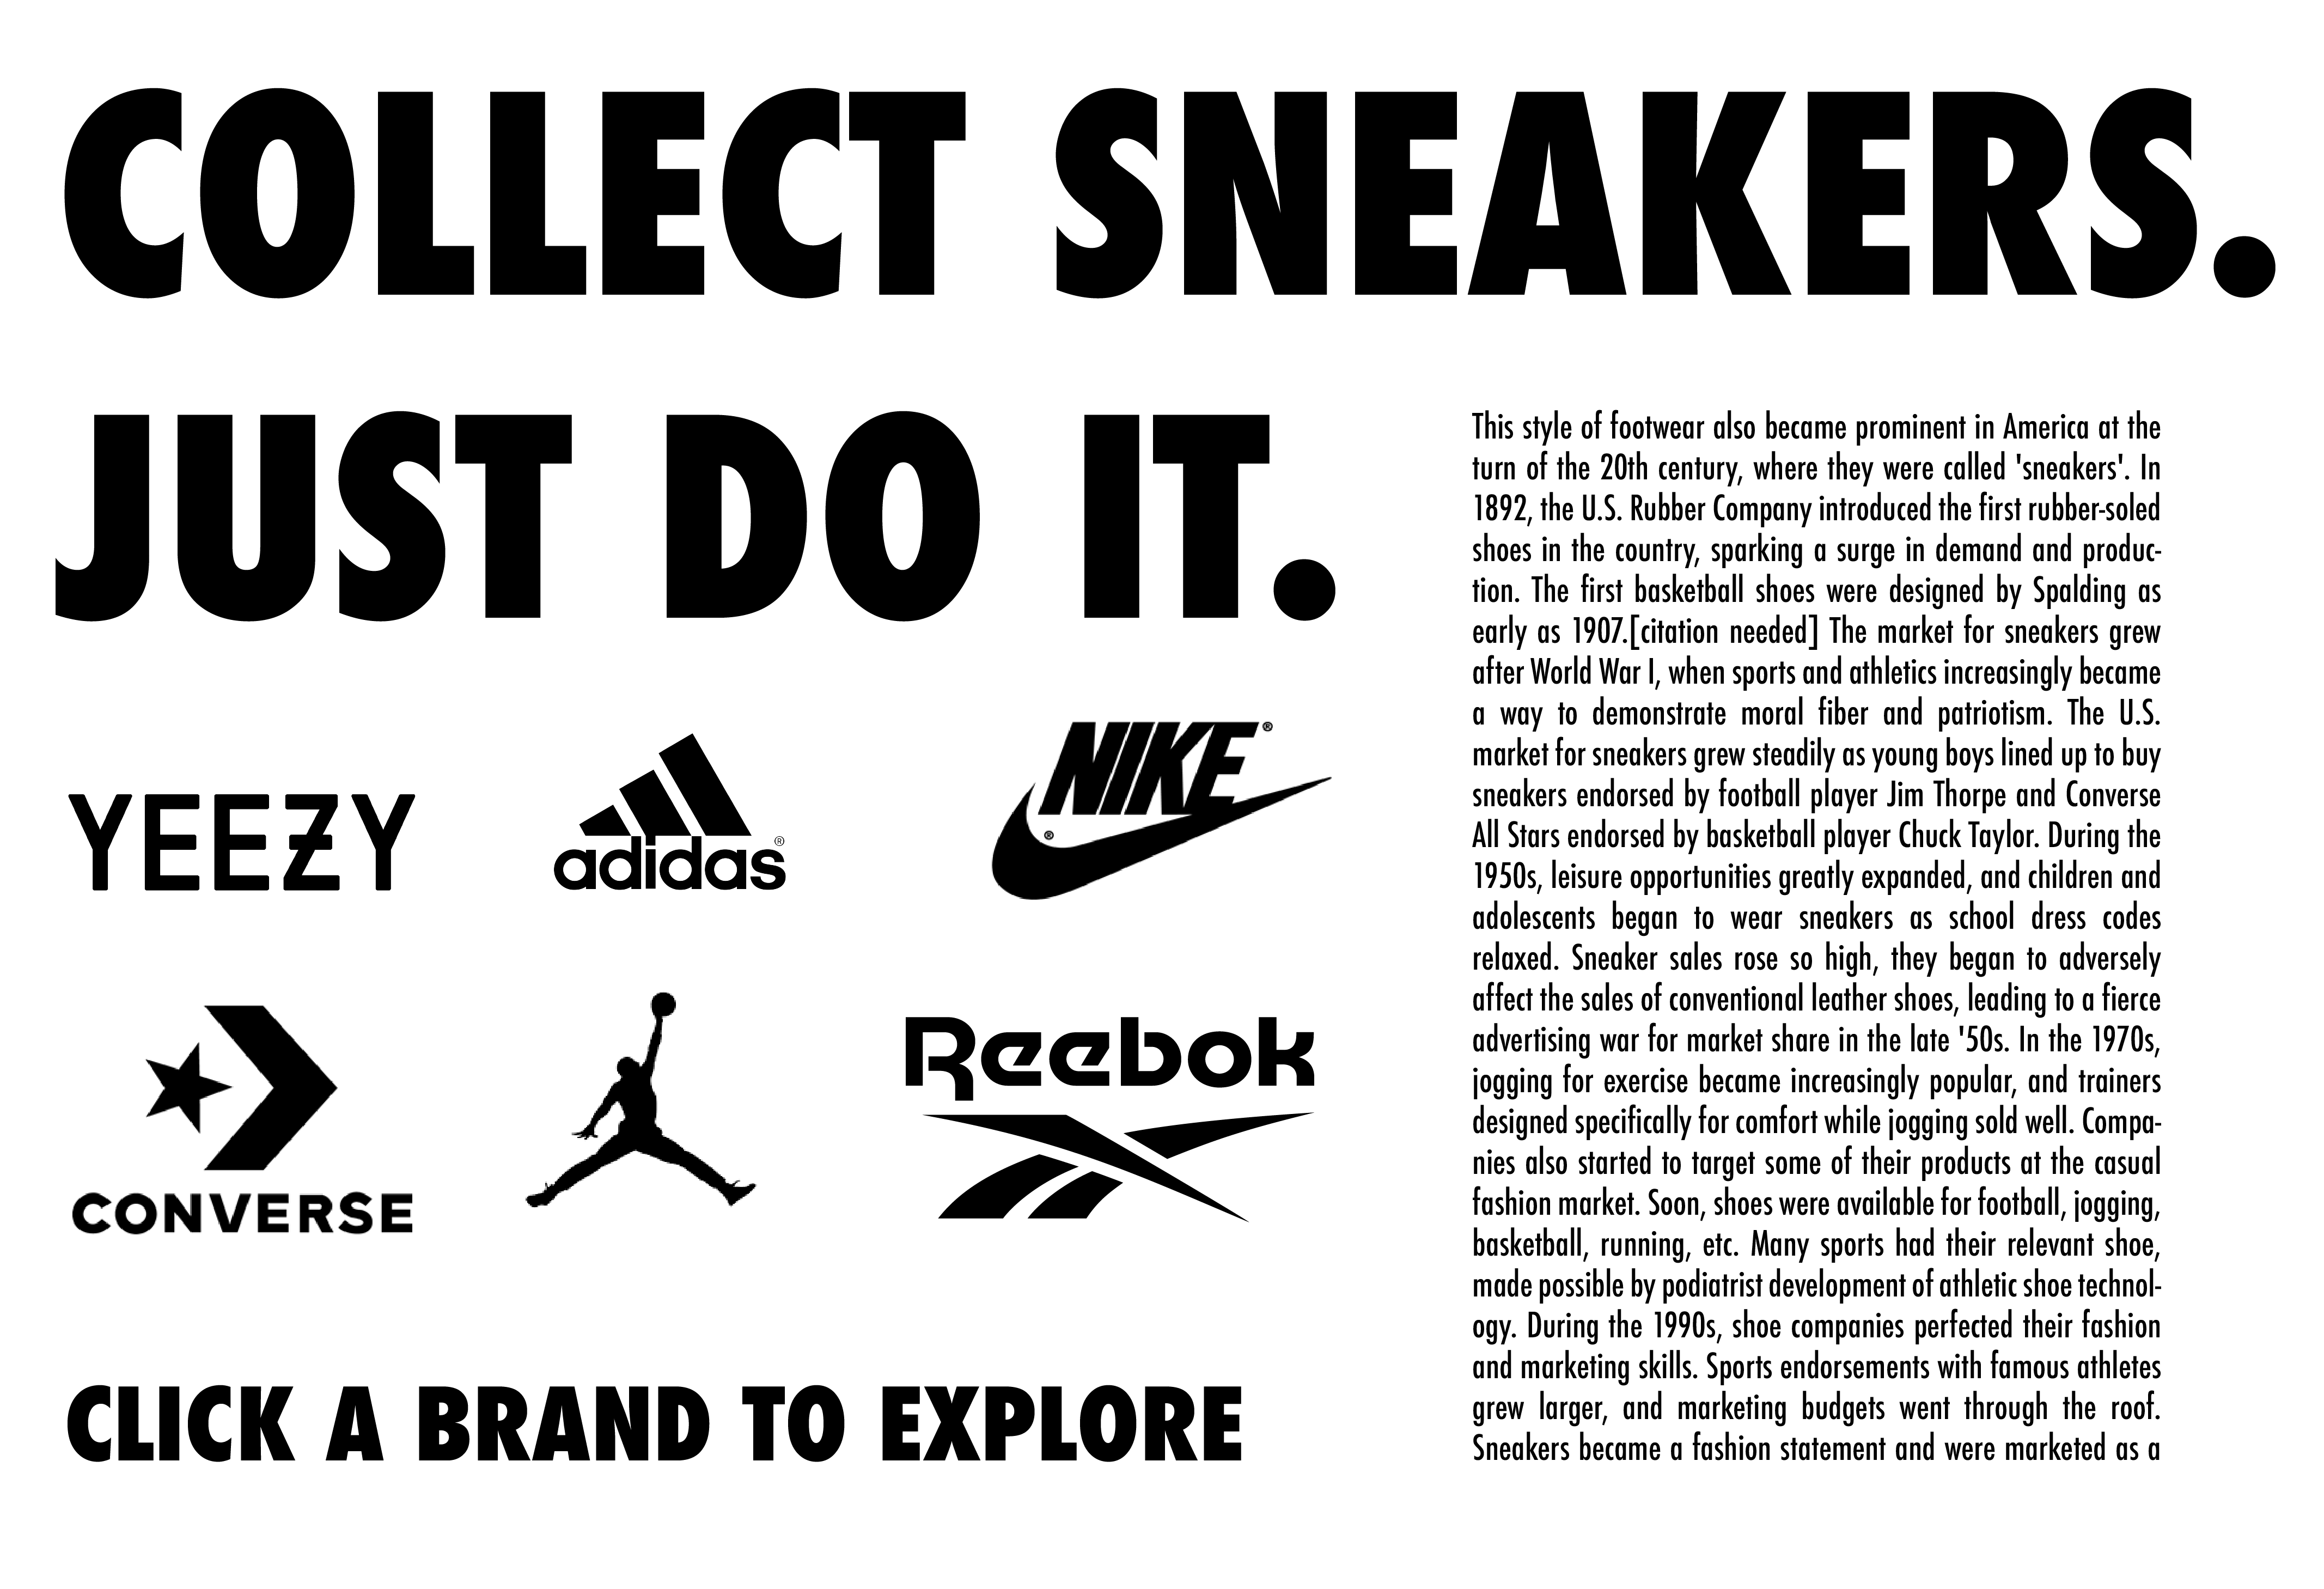 COLLECT SNEAKERS.
JUST DO IT.
YEEZY
adidas®
NIKE®
®
CONVERSE
Reebok
CLICK A BRAND TO EXPLORE
This style of footwear also became prominent in America at the
turn of the 20th century, where they were called 'sneakers'. In
1892, the U.S. Rubber Company introduced the first rubber-soled
shoes in the country, sparking a surge in demand and produc-
tion. The first basketball shoes were designed by Spalding as
early as 1907.[citation needed] The market for sneakers grew
after World War I, when sports and athletics increasingly became
a way to demonstrate moral fiber and patriotism. The U.S.
market for sneakers grew steadily as young boys lined up to buy
sneakers endorsed by football player Jim Thorpe and Converse
All Stars endorsed by basketball player Chuck Taylor. During the
1950s, leisure opportunities greatly expanded, and children and
adolescents began to wear sneakers as school dress codes
relaxed. Sneaker sales rose so high, they began to adversely
affect the sales of conventional leather shoes, leading to a fierce
advertising war for market share in the late '50s. In the 1970s,
jogging for exercise became increasingly popular, and trainers
designed specifically for comfort while jogging sold well. Compa-
nies also started to target some of their products at the casual
fashion market. Soon, shoes were available for football, jogging,
basketball, running, etc. Many sports had their relevant shoe,
made possible by podiatrist development of athletic shoe technol-
ogy. During the 1990s, shoe companies perfected their fashion
and marketing skills. Sports endorsements with famous athletes
grew larger, and marketing budgets went through the roof.
Sneakers became a fashion statement and were marketed as a